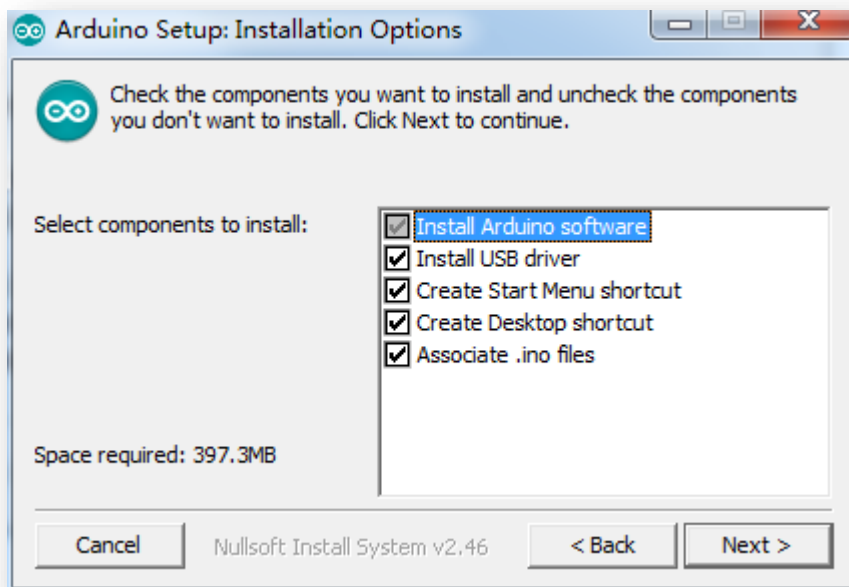 Arduino Setup: Installation Options
Check the components you want to install and uncheck the components
you don't want to install. Click Next to continue.
Select components to install:
Install Arduino software
Install USB driver
Create Start Menu shortcut
Create Desktop shortcut
Associate .ino files
Space required: 397.3MB
Cancel
Nullsoft Install System v2.46
< Back
Next >